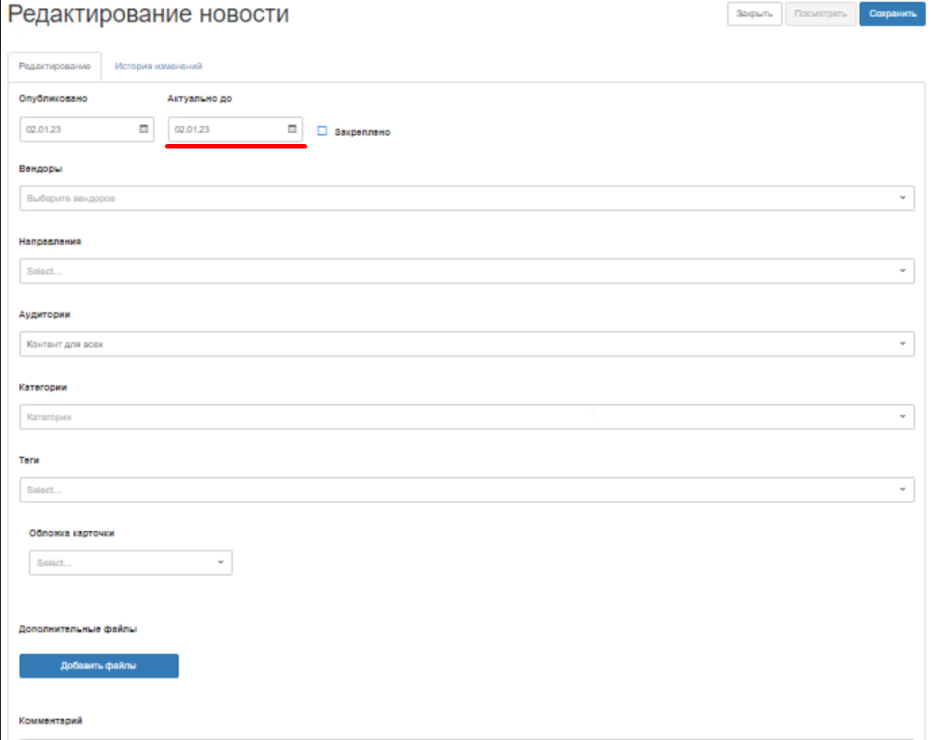 Редактирование новости
Закрыть Посмотреть Сохранить
Редактирование История изменений
Опубликовано Актуально до
02.01.23 02.01.23 Закреплено
Вендоры
Выберите вендоров
Направления
Select...
Аудитории
Контент для всех
Категории
Категории
Теги
Select...
Обложка карточки
Select...
Дополнительные файлы
Добавить файлы
Комментарий